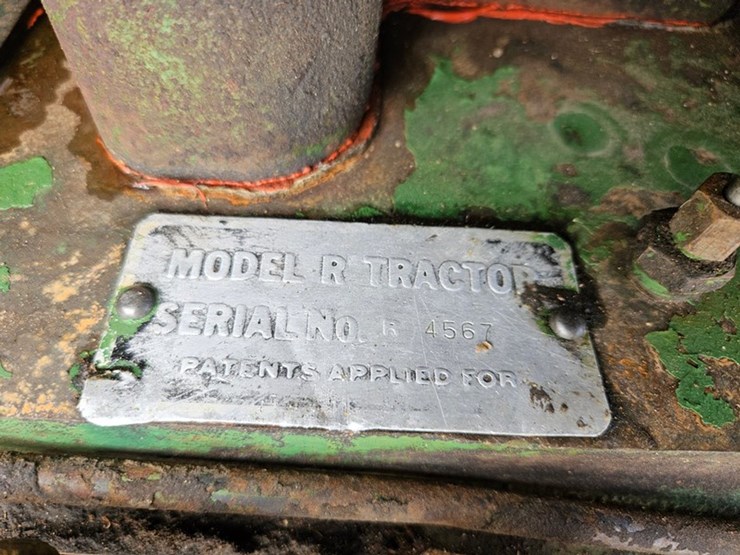 MODEL R TRACTOR
SERIAL NO. R 4567
PATENTS APPLIED FOR